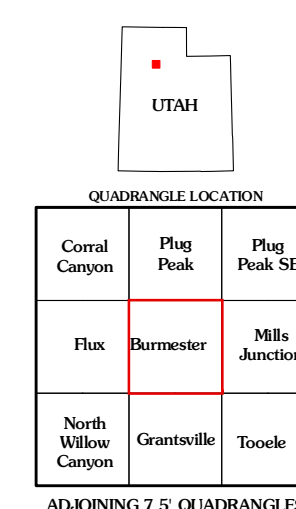 UTAH
QUADRANGLE LOCATION
Corral
Canyon
Plug
Peak
Plug
Peak SE
Flux
Burmester
Mills
Junction
North
Willow
Canyon
Grantsville
Tooele
ADJOINING 7.5' QUADRANGLES